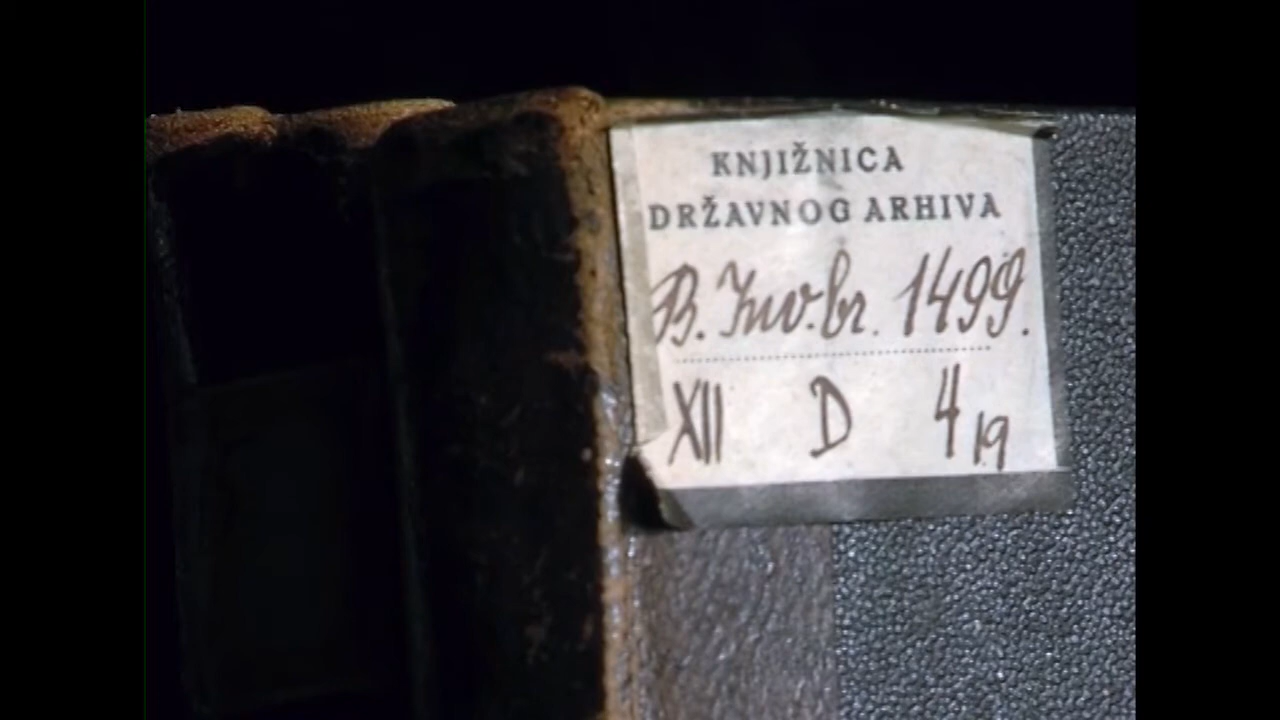 KNJIŽNICA
DRŽAVNOG ARHIVA
B. Inv. br. 1499.
XII D 4 19